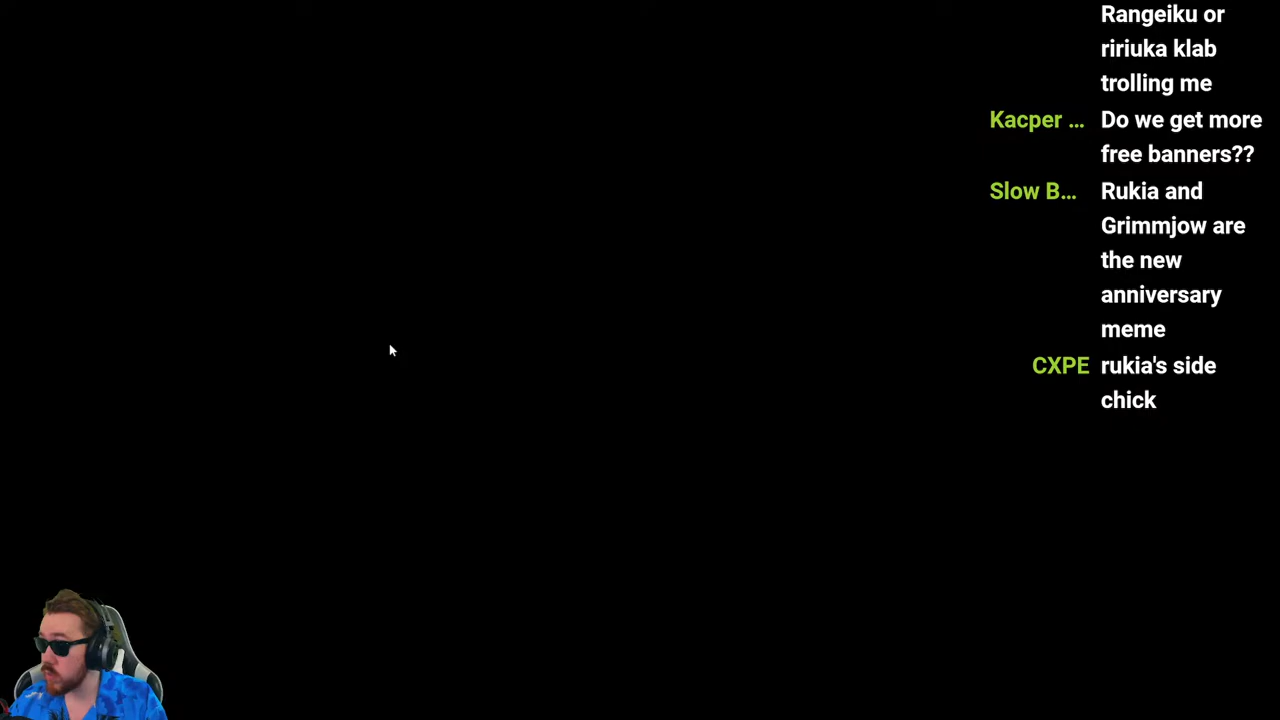 Rangeiku or
ririuka klab
trolling me
Kacper ... Do we get more
free banners??
Slow B... Rukia and
Grimmjow are
the new
anniversary
meme
CXPE rukia's side
chick